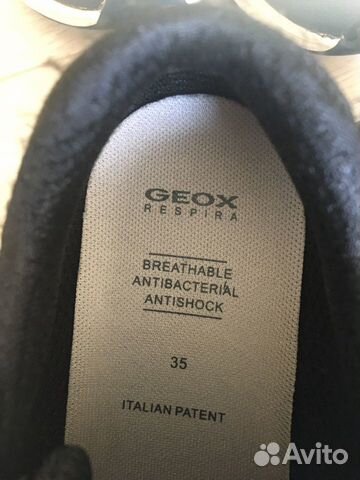 GEOX
RESPIRA
BREATHABLE
ANTIBACTERIAL
ANTISHOCK
35
ITALIAN PATENT
Avito